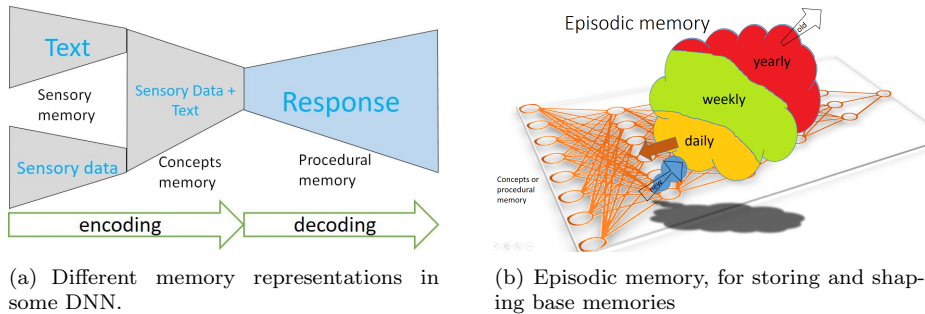 Text
Sensory
memory
Sensory data
Sensory Data +
Text
Concepts
memory
Response
Procedural
memory
encoding
decoding
(a) Different memory representations in
some DNN.
Episodic memory
old
yearly
weekly
daily
new
Concepts or
procedural
memory
(b) Episodic memory, for storing and shap-
ing base memories